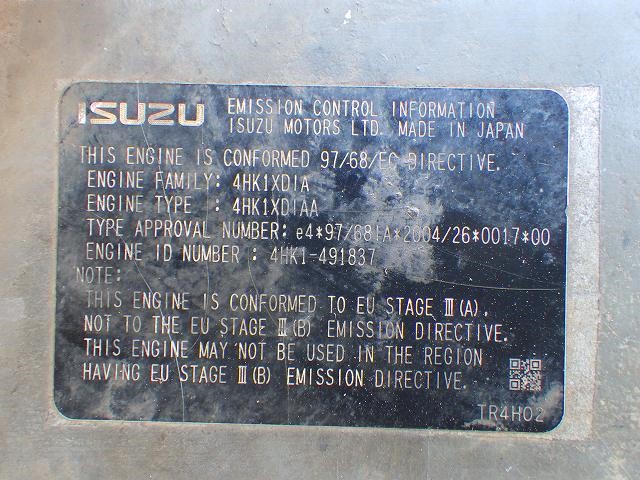 ISUZU EMISSION CONTROL INFORMATION
ISUZU MOTORS LTD. MADE IN JAPAN
THIS ENGINE IS CONFORMED 97/68/EC DIRECTIVE.
ENGINE FAMILY: 4HK1XDIA
ENGINE TYPE : 4HK1XDIAA
TYPE APPROVAL NUMBER: e4*97/68IA*2004/26*0017*00
ENGINE ID NUMBER : 4HK1-491837
NOTE:
THIS ENGINE IS CONFORMED TO EU STAGE Ⅲ(A).
NOT TO THE EU STAGE Ⅲ(B) EMISSION DIRECTIVE.
THIS ENGINE MAY NOT BE USED IN THE REGION
HAVING EU STAGE Ⅲ(B) EMISSION DIRECTIVE.
TR4H02